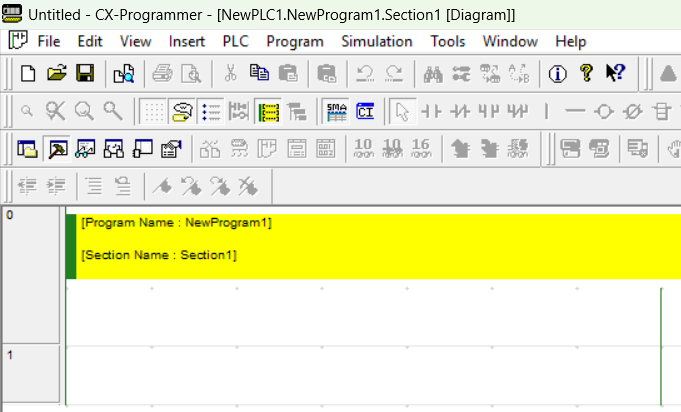 Untitled - CX-Programmer - [NewPLC1.NewProgram1.Section1 [Diagram]]
File Edit View Insert PLC Program Simulation Tools Window Help
SMA CI
10 10 16
0
[Program Name : NewProgram1]
[Section Name : Section1]
1